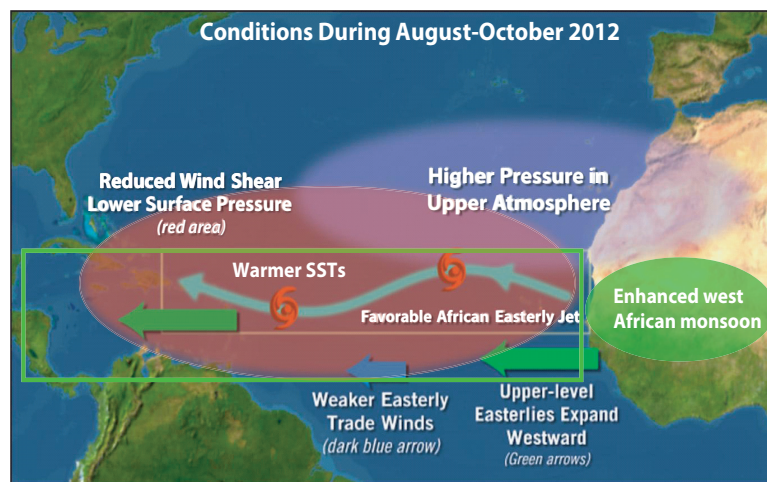 Conditions During August-October 2012
Reduced Wind Shear
Lower Surface Pressure
(red area)
Higher Pressure in
Upper Atmosphere
Warmer SSTs
Favorable African Easterly Jet
Enhanced west
African monsoon
Weaker Easterly
Trade Winds
(dark blue arrow)
Upper-level
Easterlies Expand
Westward
(Green arrows)